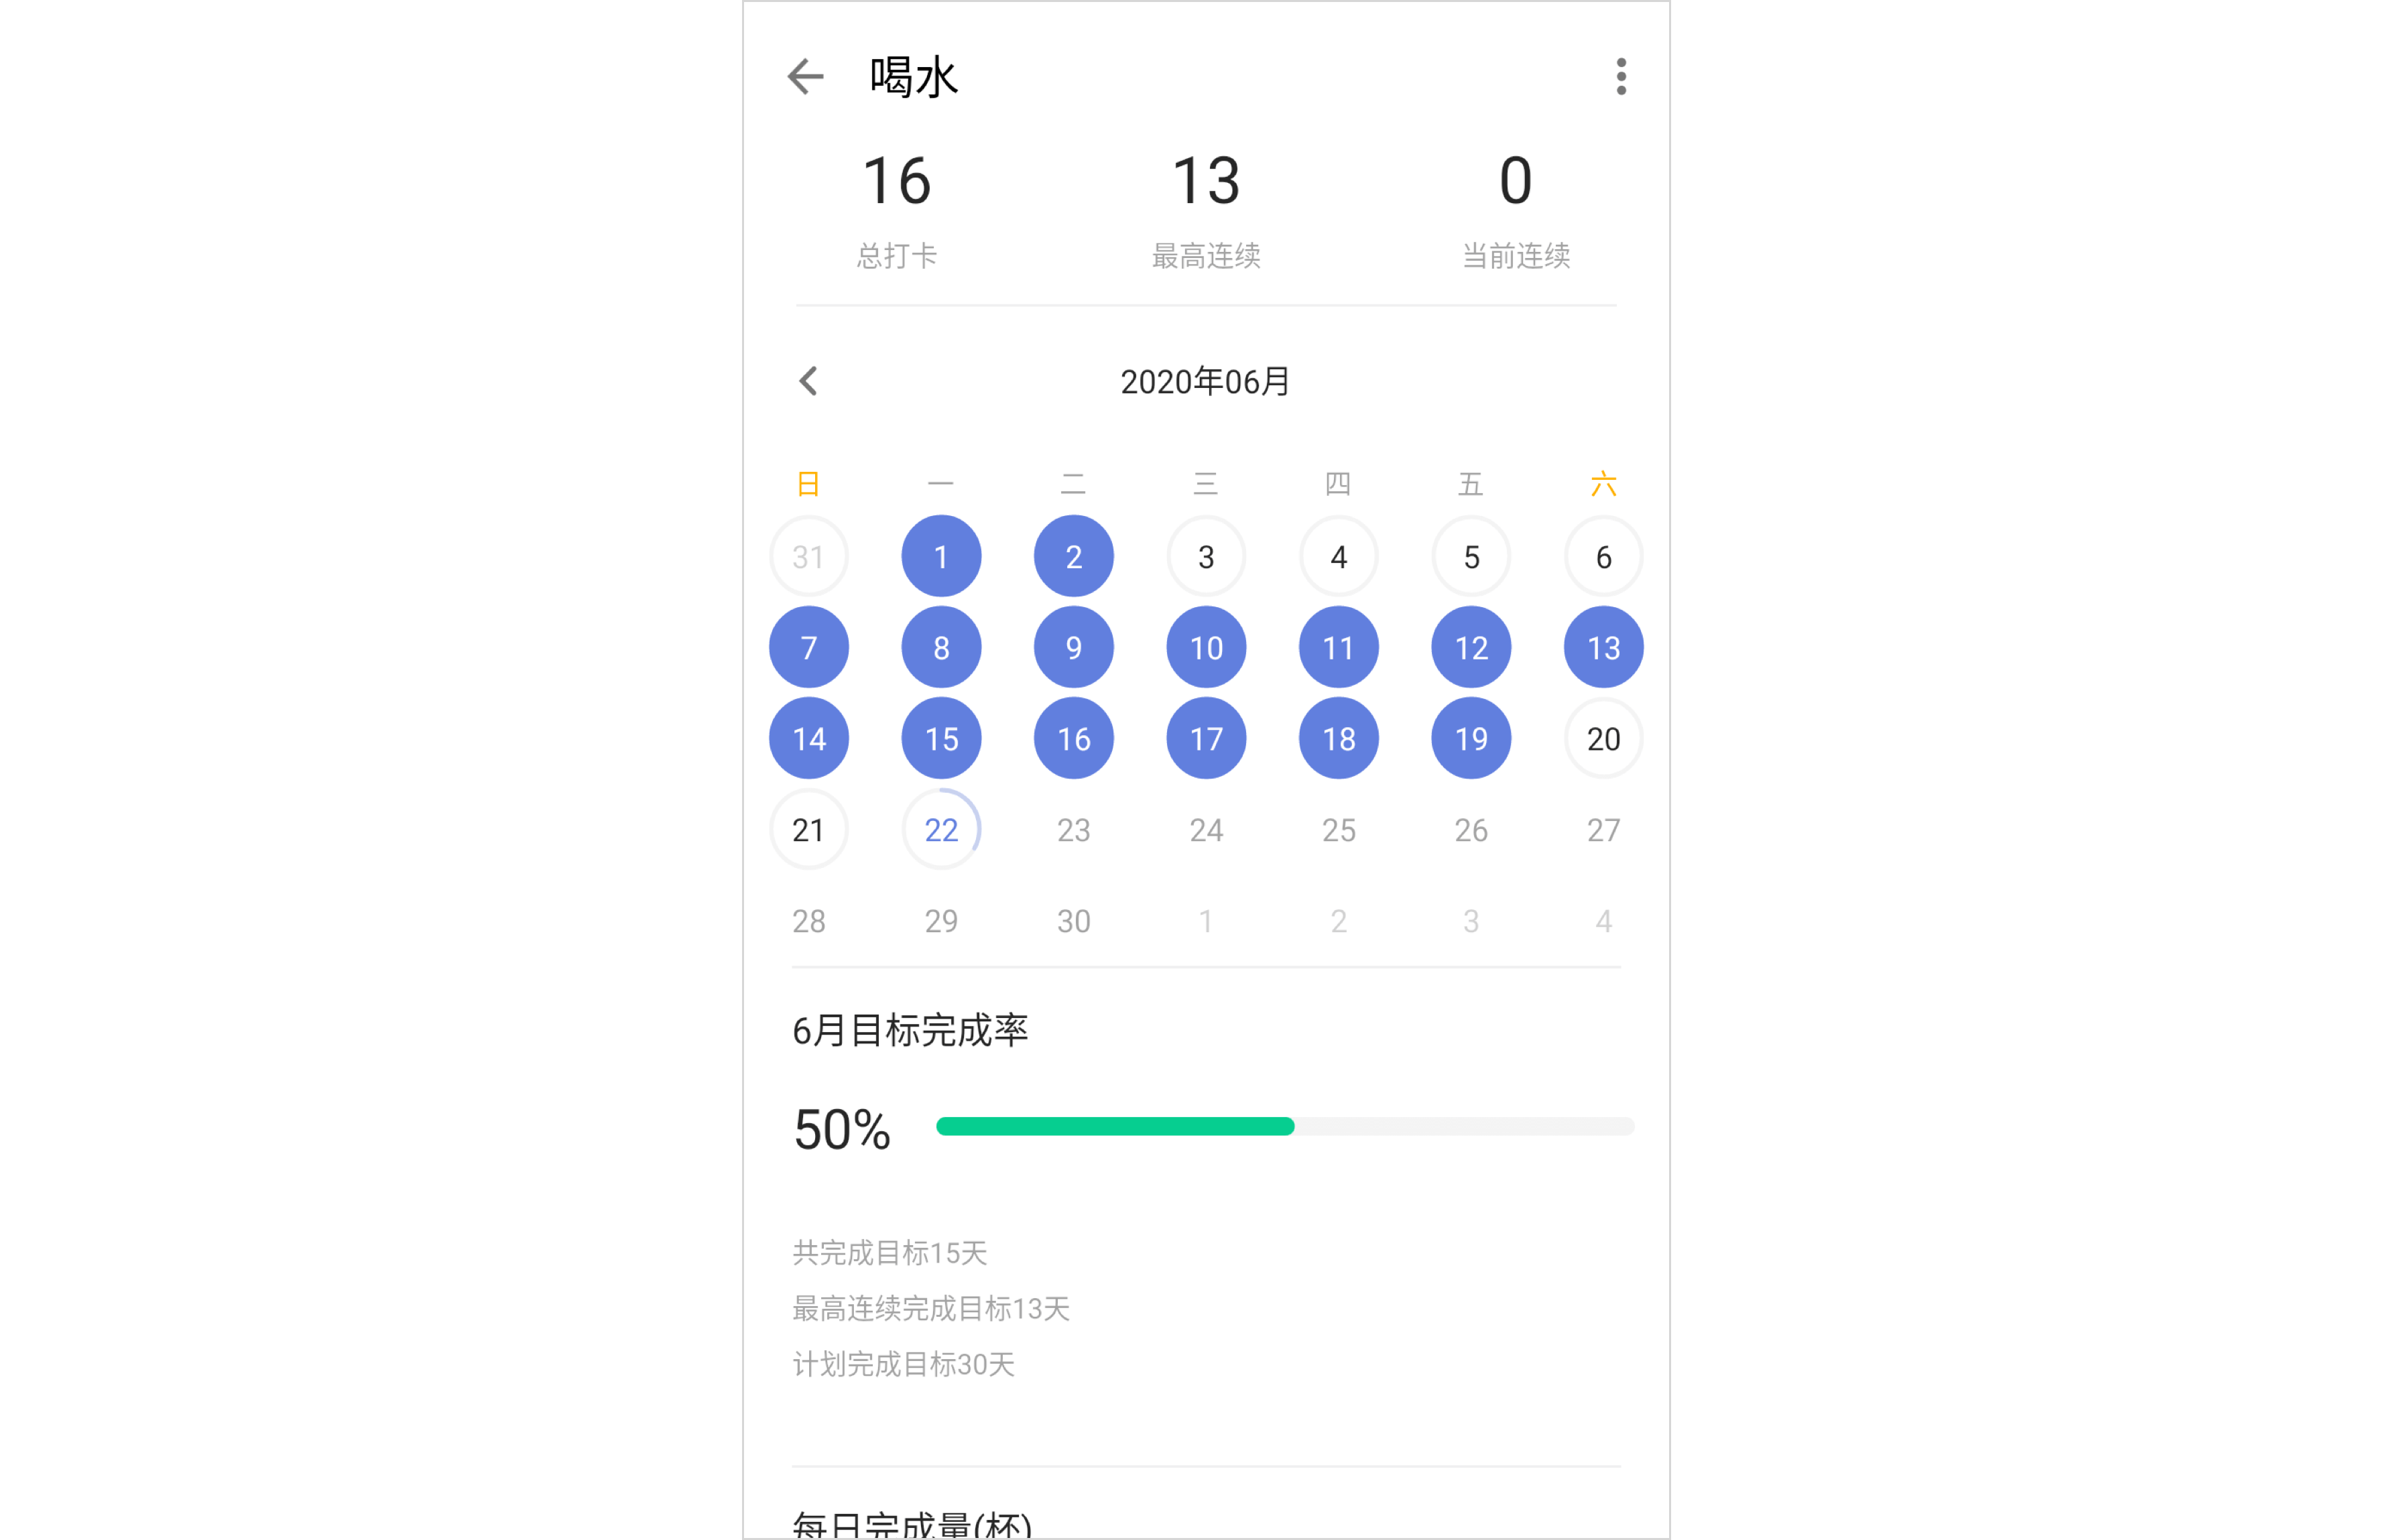 喝水
16 13 0
总打卡 最高连续 当前连续
2020年06月
日 一 二 三 四 五 六
31 1 2 3 4 5 6
7 8 9 10 11 12 13
14 15 16 17 18 19 20
21 22 23 24 25 26 27
28 29 30 1 2 3 4
6月目标完成率
50%
共完成目标15天
最高连续完成目标13天
计划完成目标30天
每日完成量(杯)